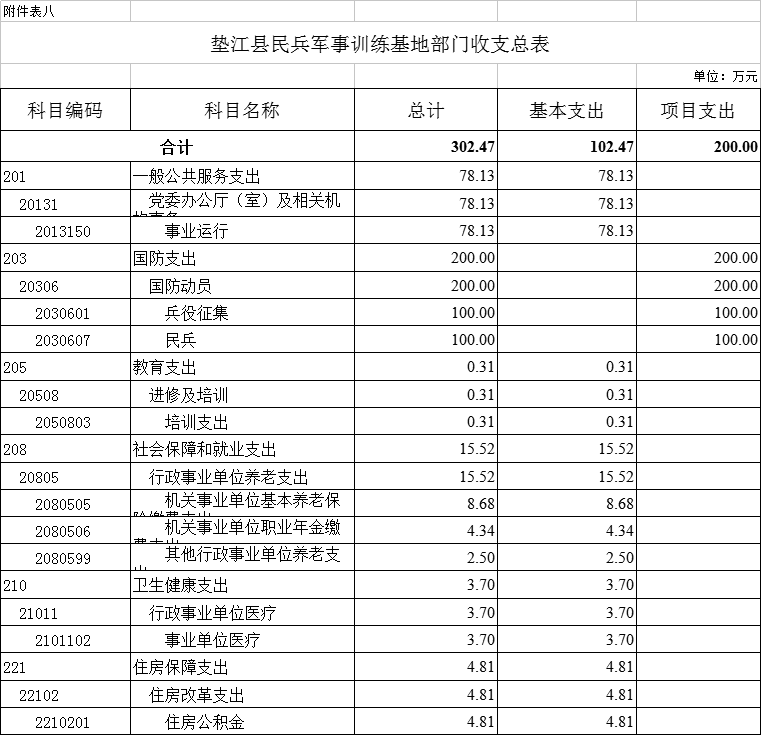 附件表八
垫江县民兵军事训练基地部门收支总表
单位：万元
科目编码 科目名称 总计 基本支出 项目支出
合计 302.47 102.47 200.00
201 一般公共服务支出 78.13 78.13
20131 党委办公厅（室）及相关机 78.13 78.13
2013150 事业运行 78.13 78.13
203 国防支出 200.00 200.00
20306 国防动员 200.00 200.00
2030601 兵役征集 100.00 100.00
2030607 民兵 100.00 100.00
205 教育支出 0.31 0.31
20508 进修及培训 0.31 0.31
2050803 培训支出 0.31 0.31
208 社会保障和就业支出 15.52 15.52
20805 行政事业单位养老支出 15.52 15.52
2080505 机关事业单位基本养老保 8.68 8.68
2080506 机关事业单位职业年金缴 4.34 4.34
2080599 其他行政事业单位养老支 2.50 2.50
210 卫生健康支出 3.70 3.70
21011 行政事业单位医疗 3.70 3.70
2101102 事业单位医疗 3.70 3.70
221 住房保障支出 4.81 4.81
22102 住房改革支出 4.81 4.81
2210201 住房公积金 4.81 4.81